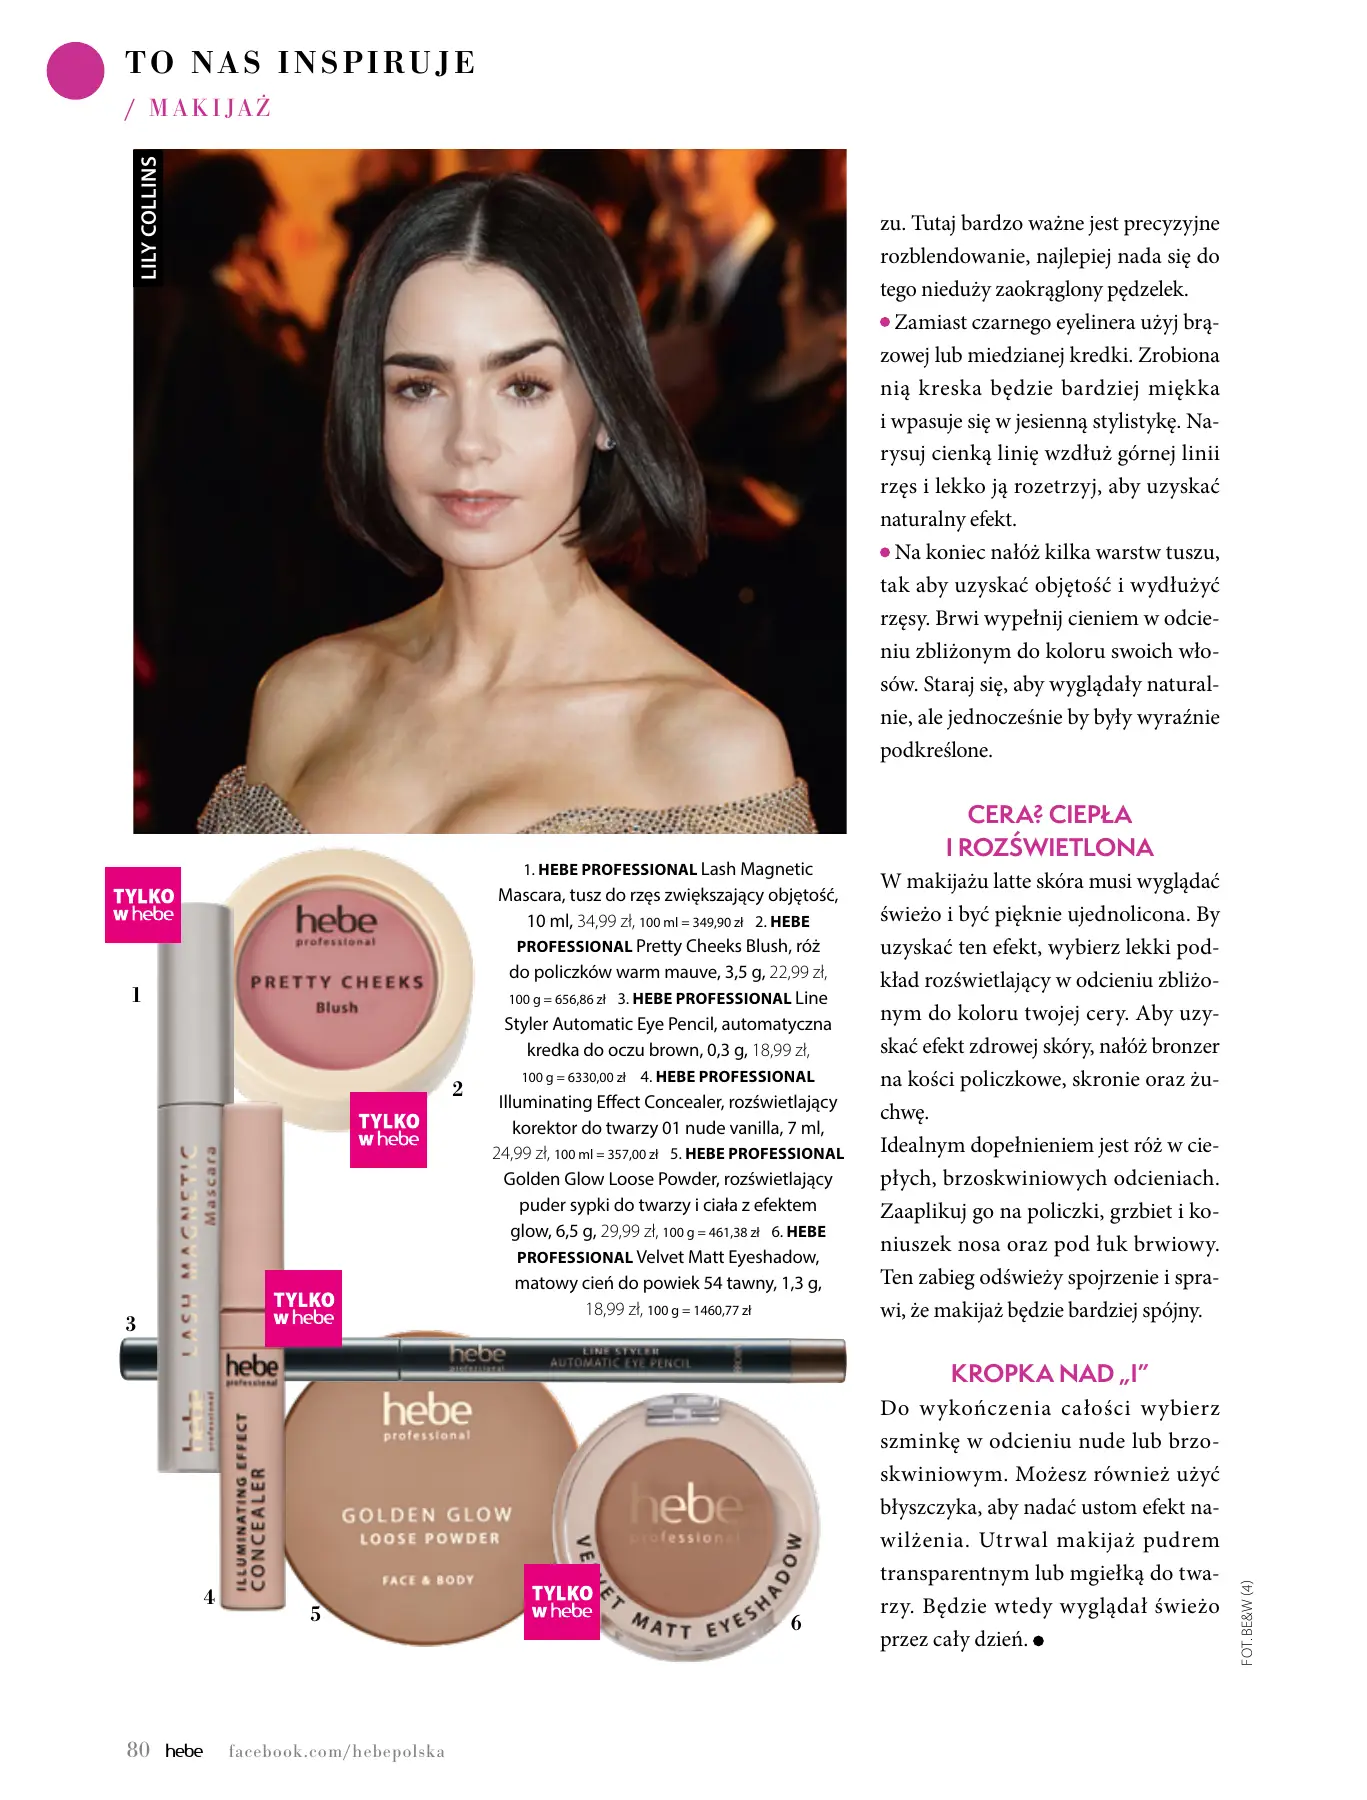 TO NAS INSPIRUJE
/ MAKIJAŻ
LILY COLLINS
zu. Tutaj bardzo ważne jest precyzyjne
rozblendowanie, najlepiej nada się do
tego nieduży zaokrąglony pędzelek.
● Zamiast czarnego eyelinera użyj brą-
zowej lub miedzianej kredki. Zrobiona
nią kreska będzie bardziej miękka
i wpasuje się w jesienną stylistykę. Na-
rysuj cienką linię wzdłuż górnej linii
rzęs i lekko ją rozetrzyj, aby uzyskać
naturalny efekt.
● Na koniec nałóż kilka warstw tuszu,
tak aby uzyskać objętość i wydłużyć
rzęsy. Brwi wypełnij cieniem w odcie-
niu zbliżonym do koloru swoich wło-
sów. Staraj się, aby wyglądały natural-
nie, ale jednocześnie by były wyraźnie
podkreślone.
CERA? CIEPŁA
I ROZŚWIETLONA
W makijażu latte skóra musi wyglądać
świeżo i być pięknie ujednolicona. By
uzyskać ten efekt, wybierz lekki pod-
kład rozświetlający w odcieniu zbliżo-
nym do koloru twojej cery. Aby uzy-
skać efekt zdrowej skóry, nałóż bronzer
na kości policzkowe, skronie oraz żu-
chwę.
Idealnym dopełnieniem jest róż w cie-
płych, brzoskwiniowych odcieniach.
Zaaplikuj go na policzki, grzbiet i ko-
niuszek nosa oraz pod łuk brwiowy.
Ten zabieg odświeży spojrzenie i spra-
wi, że makijaż będzie bardziej spójny.
KROPKA NAD „I”
Do wykończenia całości wybierz
szminkę w odcieniu nude lub brzo-
skwiniowym. Możesz również użyć
błyszczyka, aby nadać ustom efekt na-
wilżenia. Utrwal makijaż pudrem
transparentnym lub mgiełką do twa-
rzy. Będzie wtedy wyglądał świeżo
przez cały dzień. ●
1. HEBE PROFESSIONAL Lash Magnetic
Mascara, tusz do rzęs zwiększający objętość,
10 ml, 34,99 zł, 100 ml = 349,90 zł 2. HEBE
PROFESSIONAL Pretty Cheeks Blush, róż
do policzków warm mauve, 3,5 g, 22,99 zł,
100 g = 656,86 zł 3. HEBE PROFESSIONAL Line
Styler Automatic Eye Pencil, automatyczna
kredka do oczu brown, 0,3 g, 18,99 zł,
100 g = 6330,00 zł 4. HEBE PROFESSIONAL
Illuminating Effect Concealer, rozświetlający
korektor do twarzy 01 nude vanilla, 7 ml,
24,99 zł, 100 ml = 357,00 zł 5. HEBE PROFESSIONAL
Golden Glow Loose Powder, rozświetlający
puder sypki do twarzy i ciała z efektem
glow, 6,5 g, 29,99 zł, 100 g = 461,38 zł 6. HEBE
PROFESSIONAL Velvet Matt Eyeshadow,
matowy cień do powiek 54 tawny, 1,3 g,
18,99 zł, 100 g = 1460,77 zł
TYLKO
w hebe
1
LASH MAGNETIC
Mascara
hebe
professional
hebe
professional
PRETTY CHEEKS
Blush
2
TYLKO
w hebe
TYLKO
w hebe
3
hebe
professional
LINE STYLER
AUTOMATIC EYE PENCIL
hebe
professional
ILLUMINATING EFFECT
CONCEALER
4
hebe
professional
GOLDEN GLOW
LOOSE POWDER
FACE & BODY
5
hebe
professional
VELVET MATT EYESHADOW
TYLKO
w hebe
6
FOT. BE&W (4)
80 hebe facebook.com/hebepolska